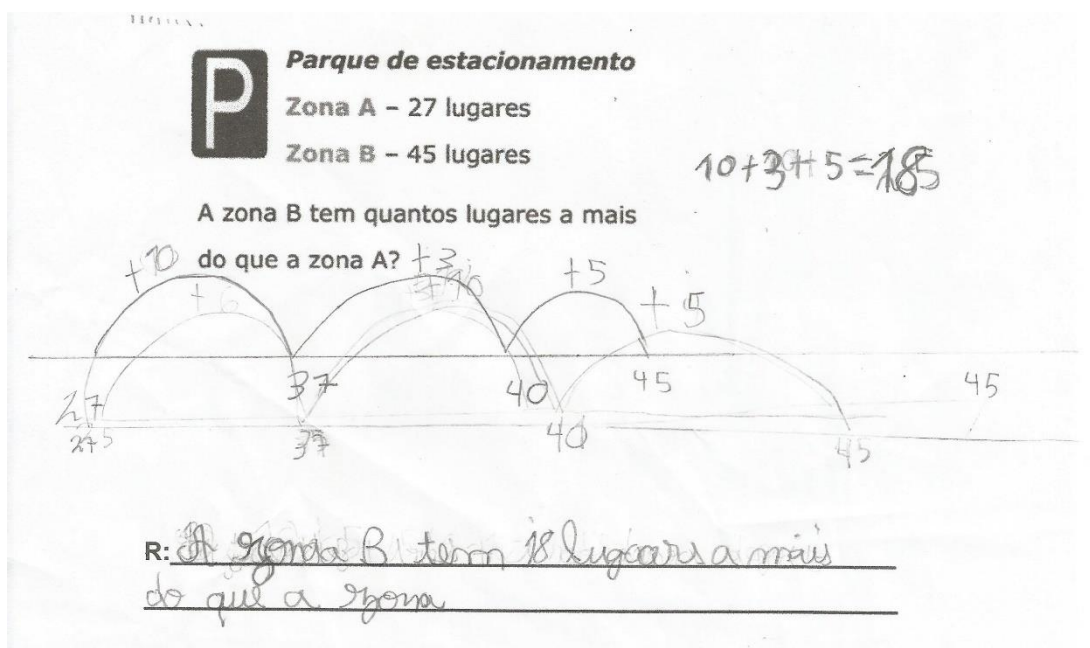 P
Parque de estacionamento
Zona A – 27 lugares
Zona B – 45 lugares
10+3+5=18
A zona B tem quantos lugares a mais
do que a zona A?
+10 +3 +5 +5
+6
37 40 45 45
27
37 40 45
R: A zona B tem 18 lugares a mais
do que a zona